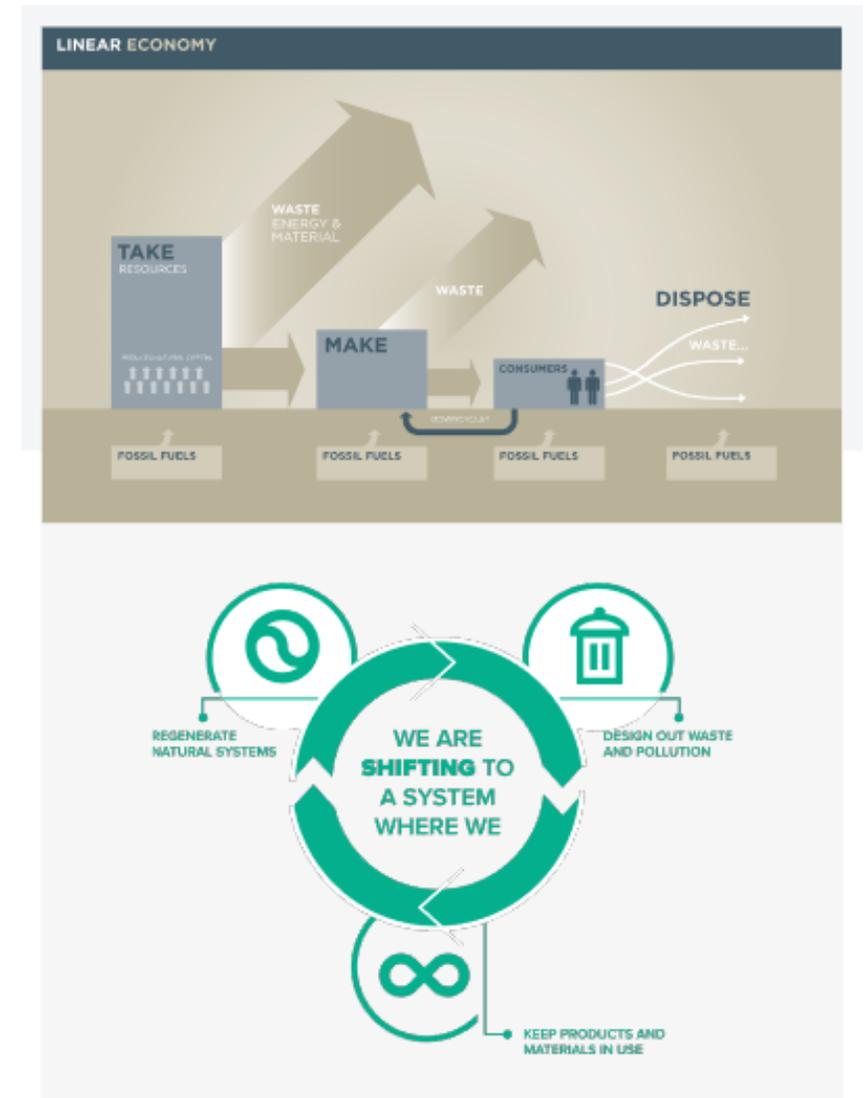 LINEAR ECONOMY
WASTE
ENERGY &
MATERIAL
TAKE
RESOURCES
WASTE
DISPOSE
MAKE
WASTE...
CONSUMERS
FOSSIL FUELS
FOSSIL FUELS
FOSSIL FUELS
FOSSIL FUELS
REGENERATE
NATURAL SYSTEMS
DESIGN OUT WASTE
AND POLLUTION
WE ARE
SHIFTING TO
A SYSTEM
WHERE WE
KEEP PRODUCTS AND
MATERIALS IN USE